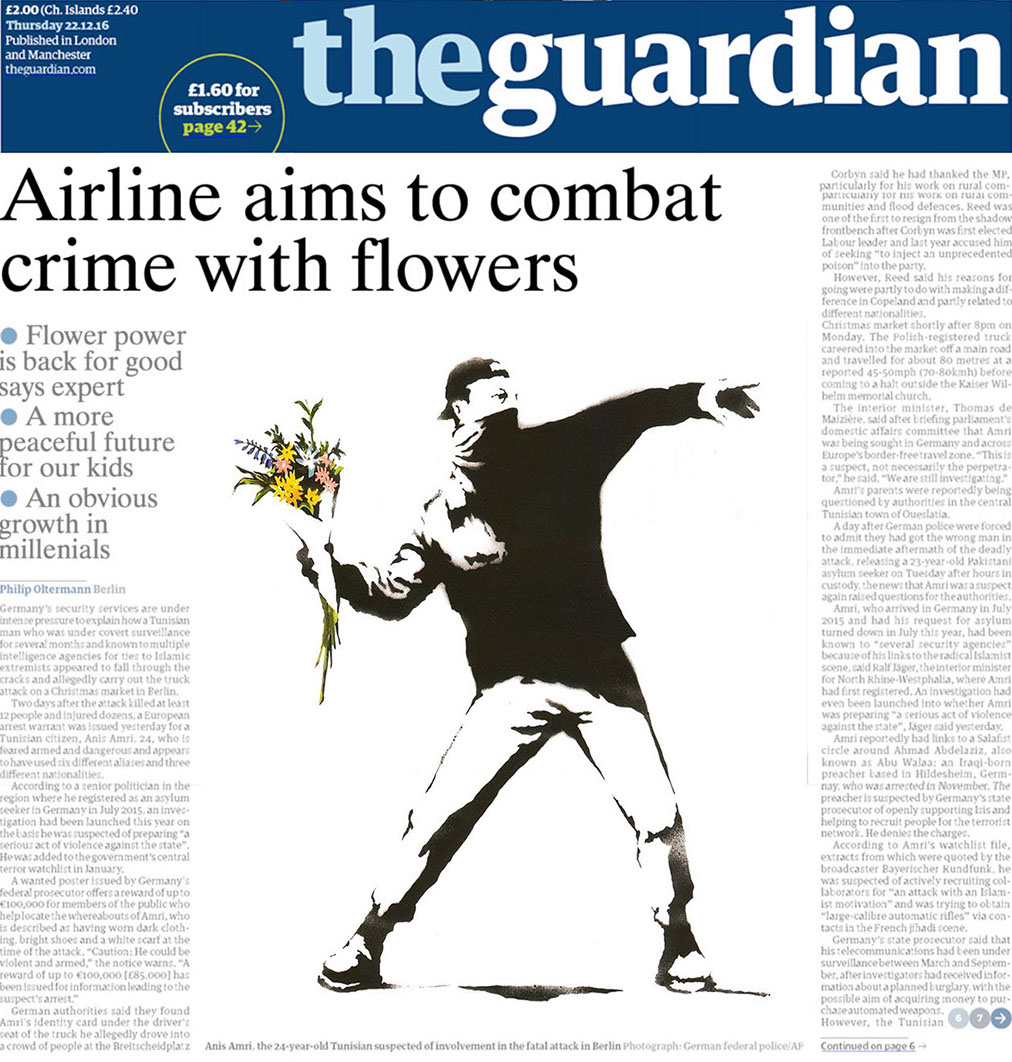 £2.00 (Ch. Islands £2.40
Thursday 22.12.16
Published in London
and Manchester
theguardian.com
£1.60 for
subscribers
page 42→
theguardian
Airline aims to combat
crime with flowers
● Flower power
is back for good
says expert
● A more
peaceful future
for our kids
● An obvious
growth in
millenials
Philip Oltermann Berlin
Germany's security services are under
intense pressure to explain how a Tunisian
man who was under covert surveillance
for several months and known to multiple
intelligence agencies for ties to Islamic
extremists appeared to fall through the
cracks and allegedly carry out the truck
attack on a Christmas market in Berlin.
Two days after the attack killed at least
12 people and injured dozens, a European
arrest warrant was issued yesterday for a
Tunisian citizen, Anis Amri, 24, who is
feared armed and dangerous and appears
to have used six different aliases and three
different nationalities.
According to a senior politician in the
region where he registered as an asylum
seeker in Germany in July 2015, an inves-
tigation had been launched this year on
the basis he was suspected of preparing "a
serious act of violence against the state".
He was added to the government's central
terror watchlist in January.
A wanted poster issued by Germany's
federal prosecutor offers a reward of up to
€100,000 for members of the public who
help locate the whereabouts of Amri, who
is described as having worn dark cloth-
ing, bright shoes and a white scarf at the
time of the attack. "Caution: He could be
violent and armed," the notice warns. "A
reward of up to €100,000 [£85,000] has
been issued for information leading to the
suspect's arrest."
German authorities said they found
Amri's identity card under the driver's
seat of the truck he allegedly drove into
a crowd of people at the Breitscheidplatz
Anis Amri, the 24-year-old Tunisian suspected of involvement in the fatal attack in Berlin Photograph: German federal police/AP
Corbyn said he had thanked the MP,
particularly for his work on rural com-
particularly for his work on rural com-
munities and flood defences. Reed was
one of the first to resign from the shadow
frontbench after Corbyn was first elected
Labour leader and last year accused him
of seeking "to inject an unprecedented
poison" into the party.
However, Reed said his reasons for
going were partly to do with making a dif-
ference in Copeland and partly related to
different nationalities.
Christmas market shortly after 8pm on
Monday. The Polish-registered truck
careered into the market off a main road
and travelled for about 80 metres at a
reported 45-50mph (70-80kmh) before
coming to a halt outside the Kaiser Wil-
helm memorial church.
The interior minister, Thomas de
Maizière, said after briefing parliament's
domestic affairs committee that Amri
was being sought in Germany and across
Europe's border-free travel zone. "This is
a suspect, not necessarily the perpetra-
tor," he said. "We are still investigating."
Amri's parents were reportedly being
questioned by authorities in the central
Tunisian town of Oueslatia.
A day after German police were forced
to admit they had got the wrong man in
the immediate aftermath of the deadly
attack, releasing a 23-year-old Pakistani
asylum seeker on Tuesday after hours in
custody, the news that Amri was a suspect
again raised questions for the authorities.
Amri, who arrived in Germany in July
2015 and had his request for asylum
turned down in July this year, had been
known to "several security agencies"
because of his links to the radical Islamist
scene, said Ralf Jäger, the interior minister
for North Rhine-Westphalia, where Amri
had first registered. An investigation had
even been launched into whether Amri
was preparing "a serious act of violence
against the state", Jäger said yesterday.
Amri reportedly had links to a Salafist
circle around Ahmad Abdelaziz, also
known as Abu Walaa: an Iraqi-born
preacher based in Hildesheim, Germ-
nay, who was arrested in November. The
preacher is suspected by Germany's state
prosecutor of openly supporting Isis and
helping to recruit people for the terrorist
network. He denies the charges.
According to Amri's watchlist file,
extracts from which were quoted by the
broadcaster Bayerischer Rundfunk, he
was suspected of actively recruiting col-
laborators for "an attack with an Islam-
ist motivation" and was trying to obtain
"large-calibre automatic rifles" via con-
tacts in the French jihadi scene.
Germany's state prosecutor said that
his telecommunications had been under
surveillance between March and Septem-
ber, after investigators had received infor-
mation about a planned burglary, with the
possible aim of acquiring money to pur-
chase automated weapons.
However, the Tunisian 6 7 →
Continued on page 6 →